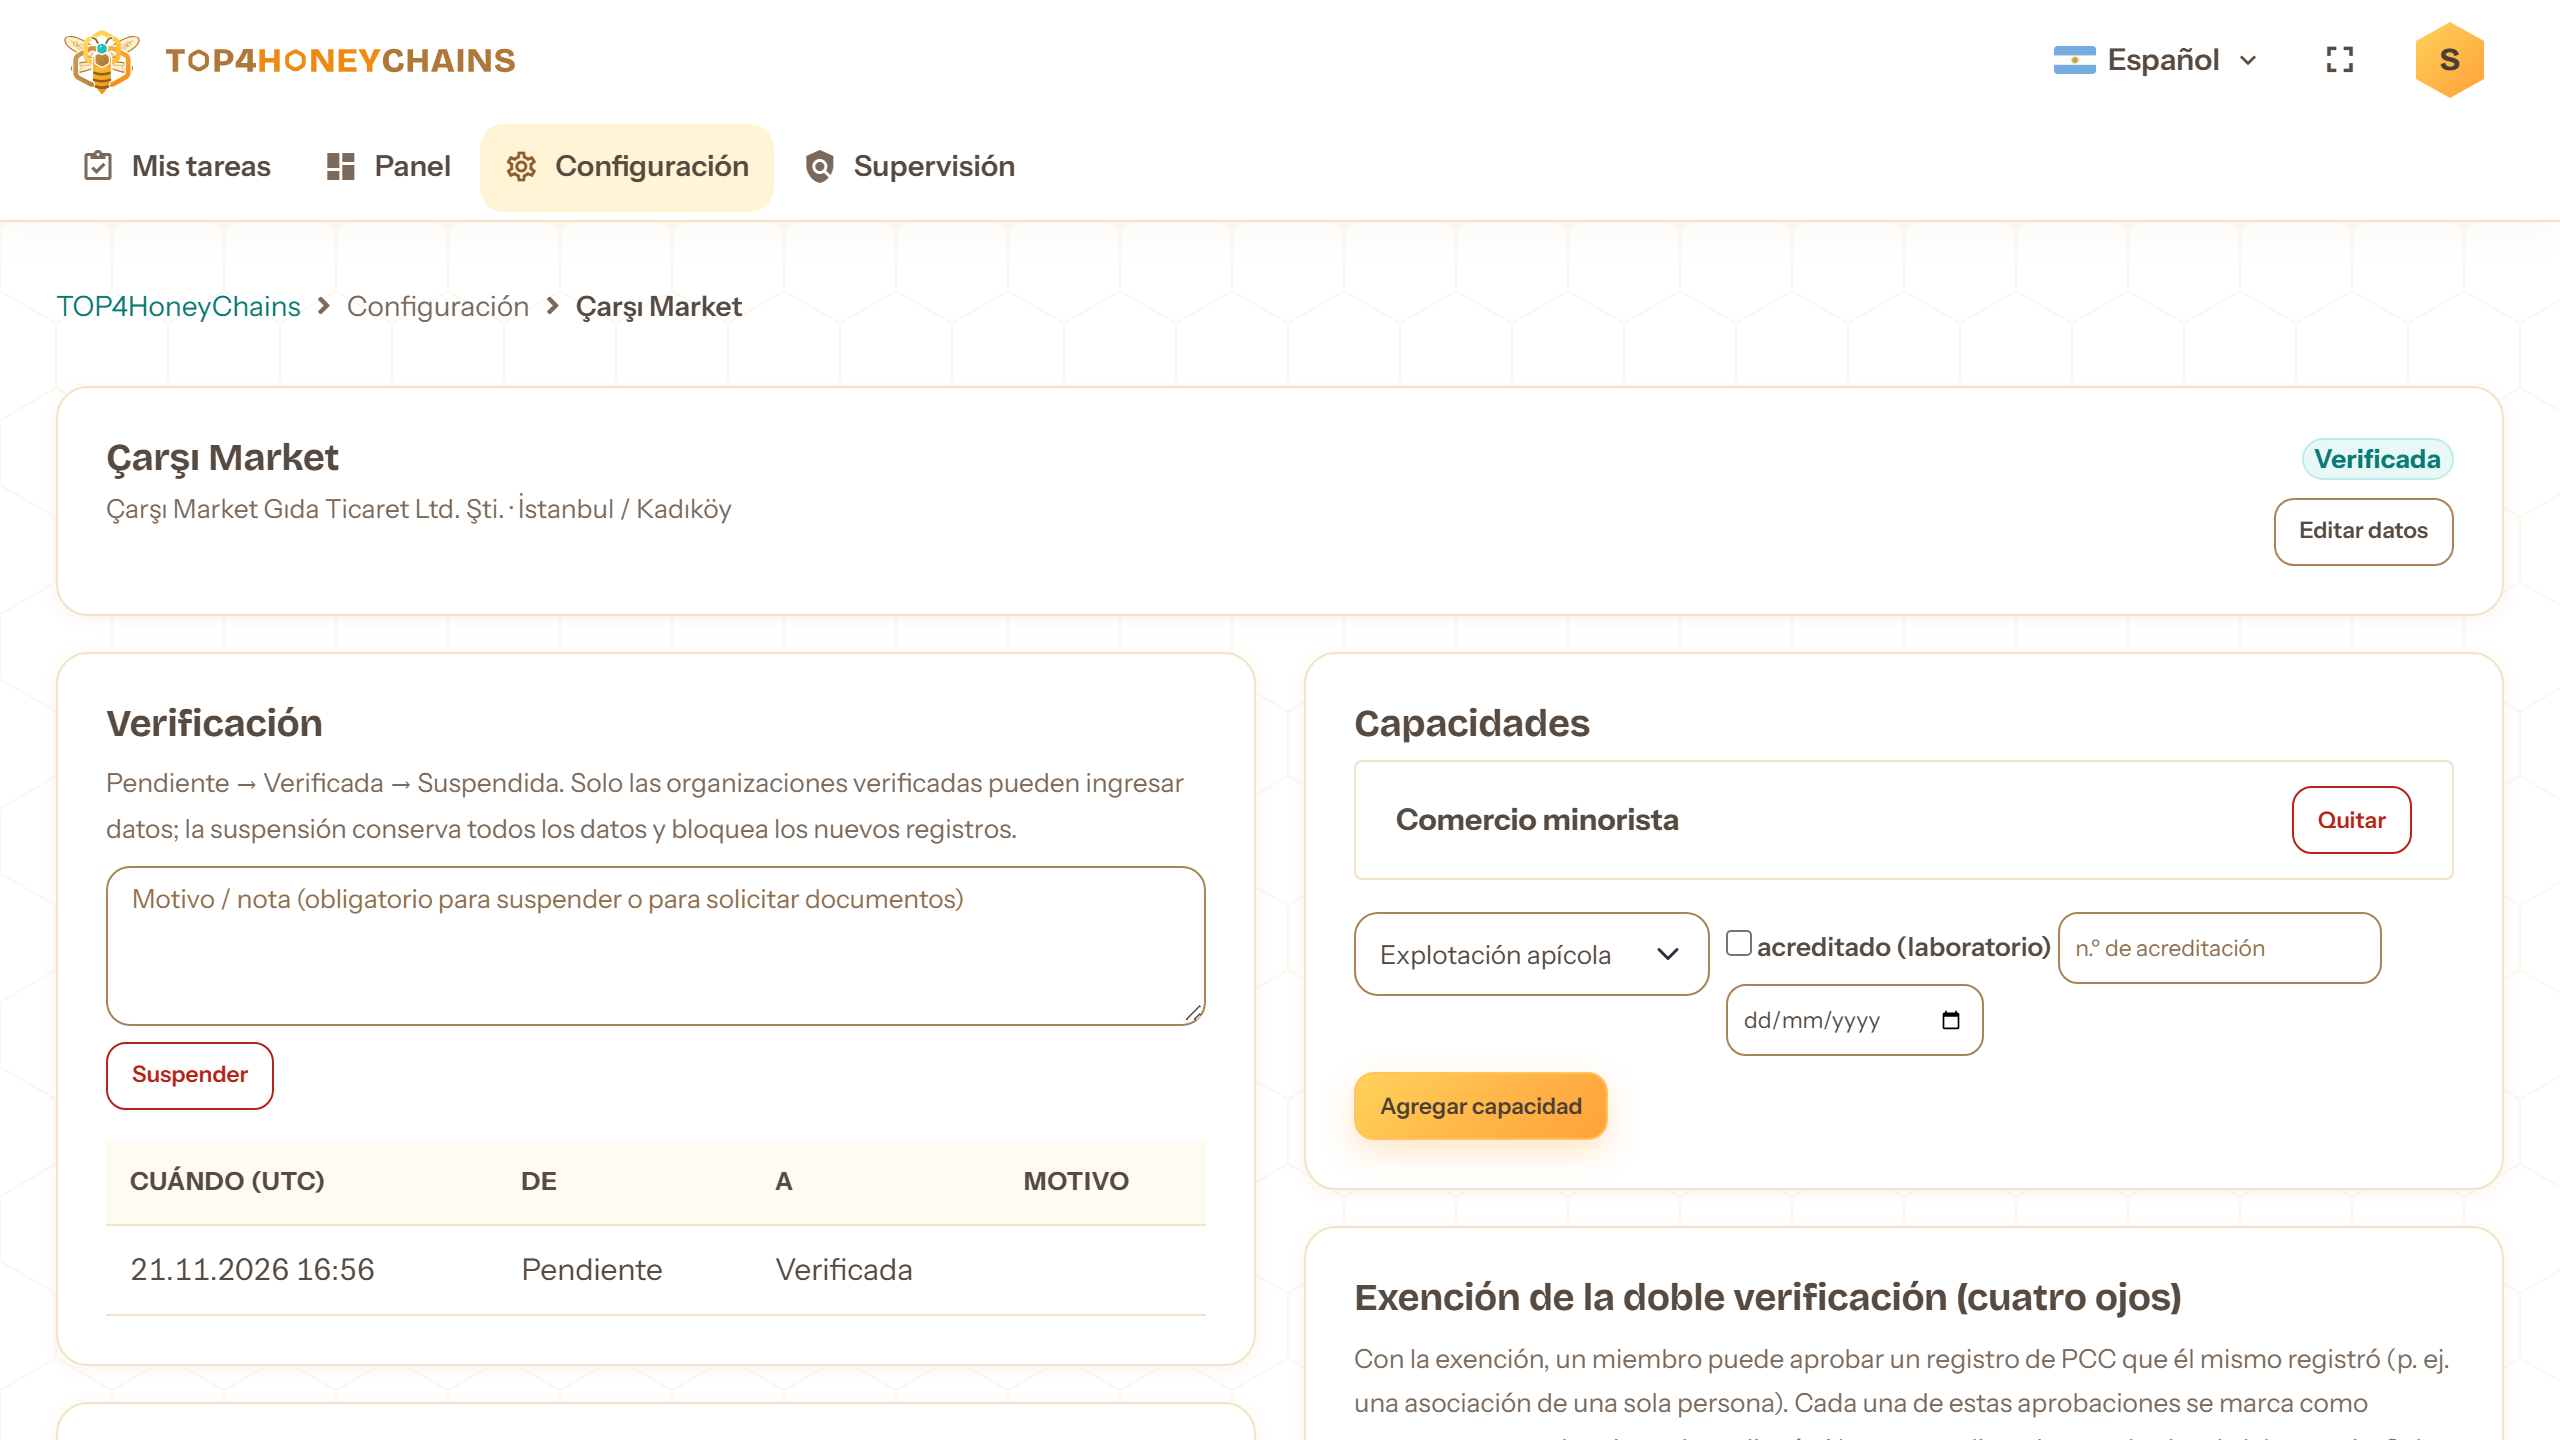 TOP4HONEYCHAINS
Español
S
Mis tareas
Panel
Configuración
Supervisión
TOP4HoneyChains > Configuración > Çarşı Market
Çarşı Market
Verificada
Çarşı Market Gıda Ticaret Ltd. Şti. · İstanbul / Kadıköy
Editar datos
Verificación
Pendiente → Verificada → Suspendida. Solo las organizaciones verificadas pueden ingresar
datos; la suspensión conserva todos los datos y bloquea los nuevos registros.
Motivo / nota (obligatorio para suspender o para solicitar documentos)
Suspender
CUÁNDO (UTC) DE A MOTIVO
21.11.2026 16:56 Pendiente Verificada
Capacidades
Comercio minorista
Quitar
Explotación apícola
acreditado (laboratorio)
n.º de acreditación
dd/mm/yyyy
Agregar capacidad
Exención de la doble verificación (cuatro ojos)
Con la exención, un miembro puede aprobar un registro de PCC que él mismo registró (p. ej.
una asociación de una sola persona). Cada una de estas aprobaciones se marca como